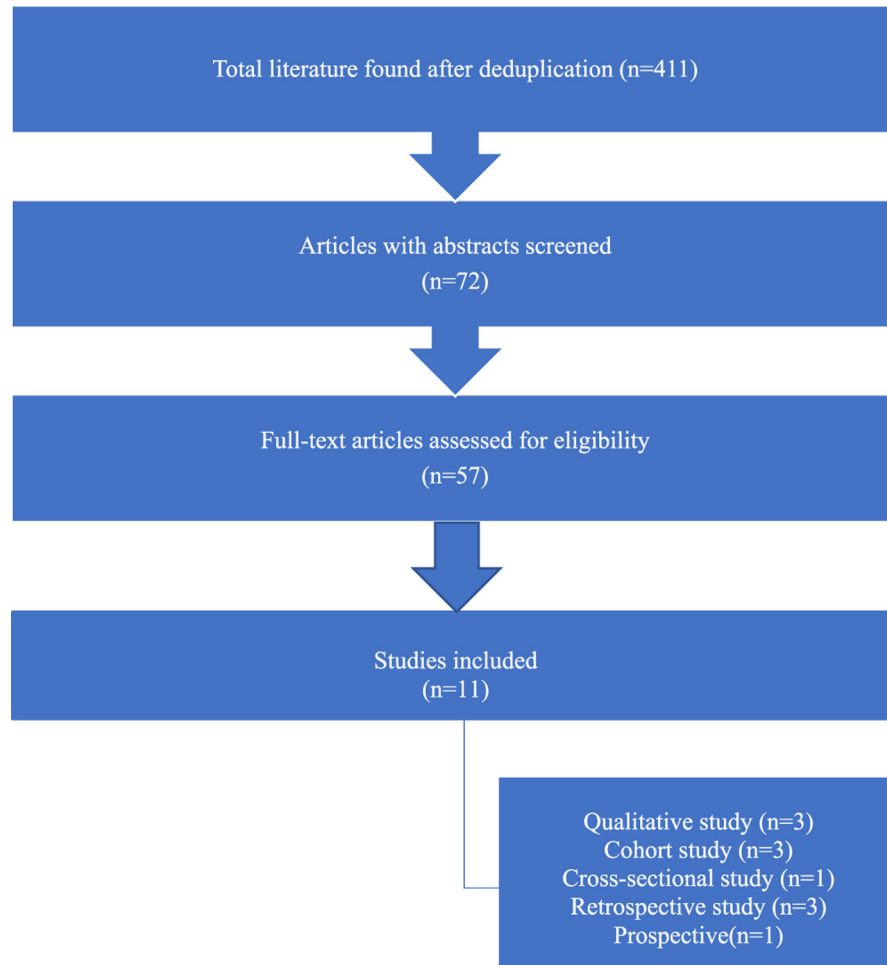 Total literature found after deduplication (n=411)
Articles with abstracts screened
(n=72)
Full-text articles assessed for eligibility
(n=57)
Studies included
(n=11)
Qualitative study (n=3)
Cohort study (n=3)
Cross-sectional study (n=1)
Retrospective study (n=3)
Prospective(n=1)